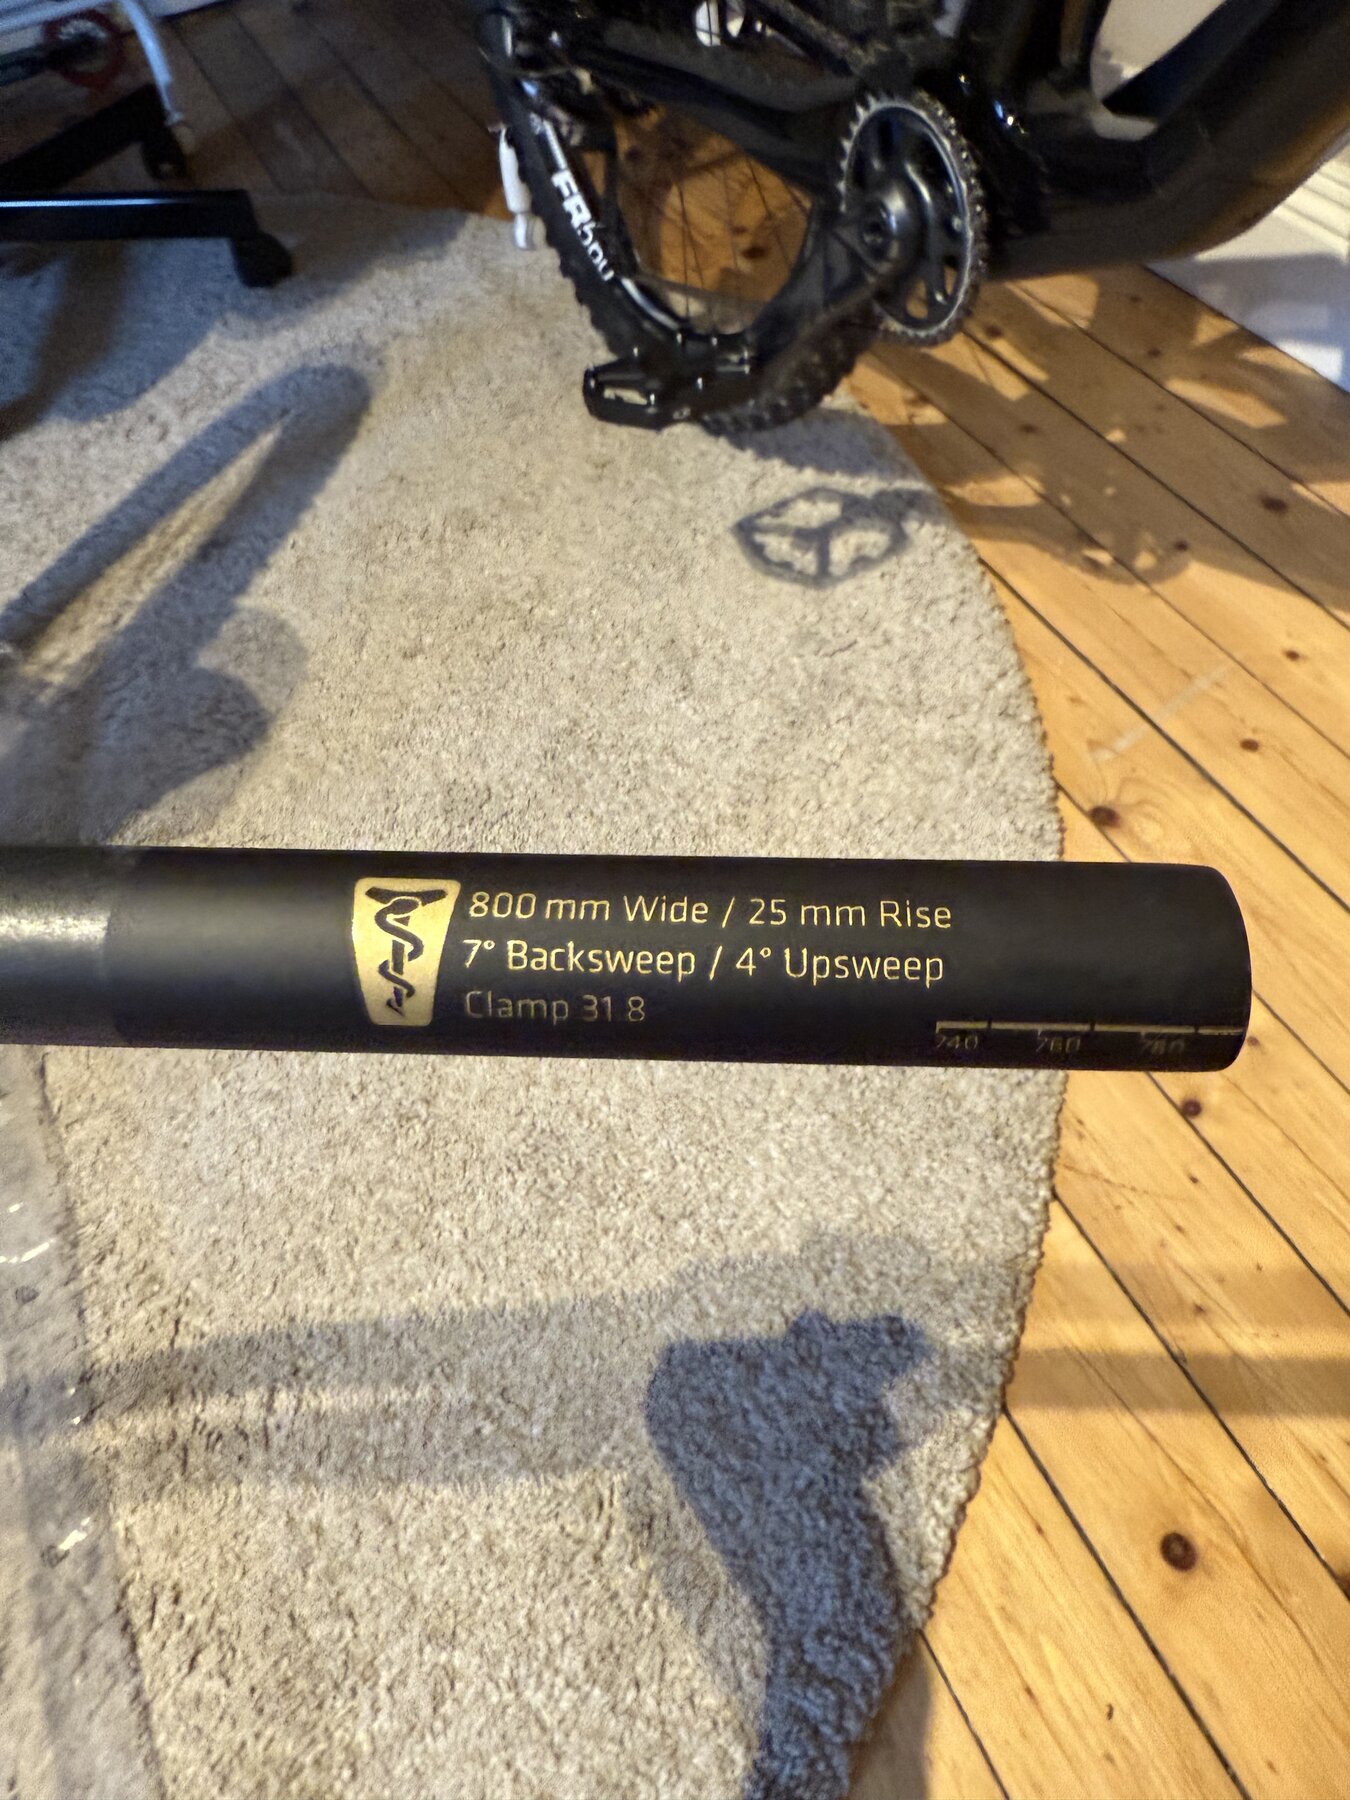 800 mm Wide / 25 mm Rise
7° Backsweep / 4° Upsweep
Clamp 31.8
740 760 780